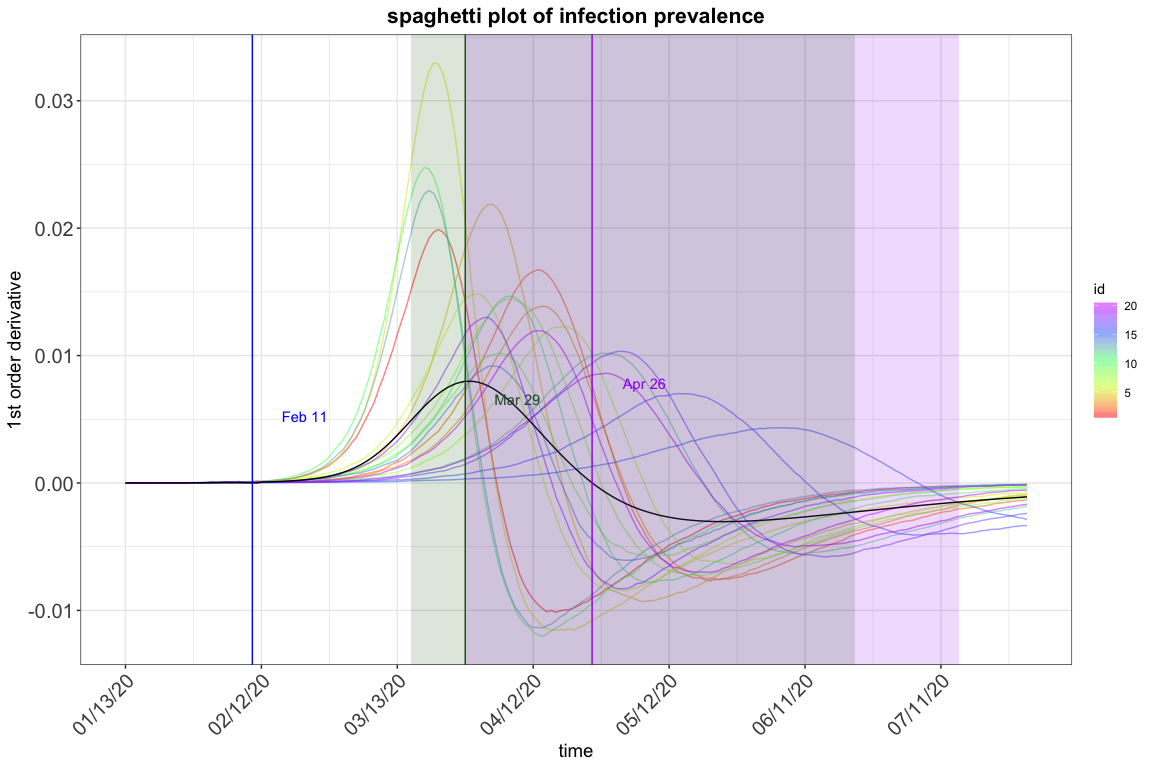 spaghetti plot of infection prevalence
1st order derivative
0.03
0.02
0.01
0.00
-0.01
Feb 11
Mar 29
Apr 26
01/13/20
02/12/20
03/13/20
04/12/20
05/12/20
06/11/20
07/11/20
time
id
20
15
10
5